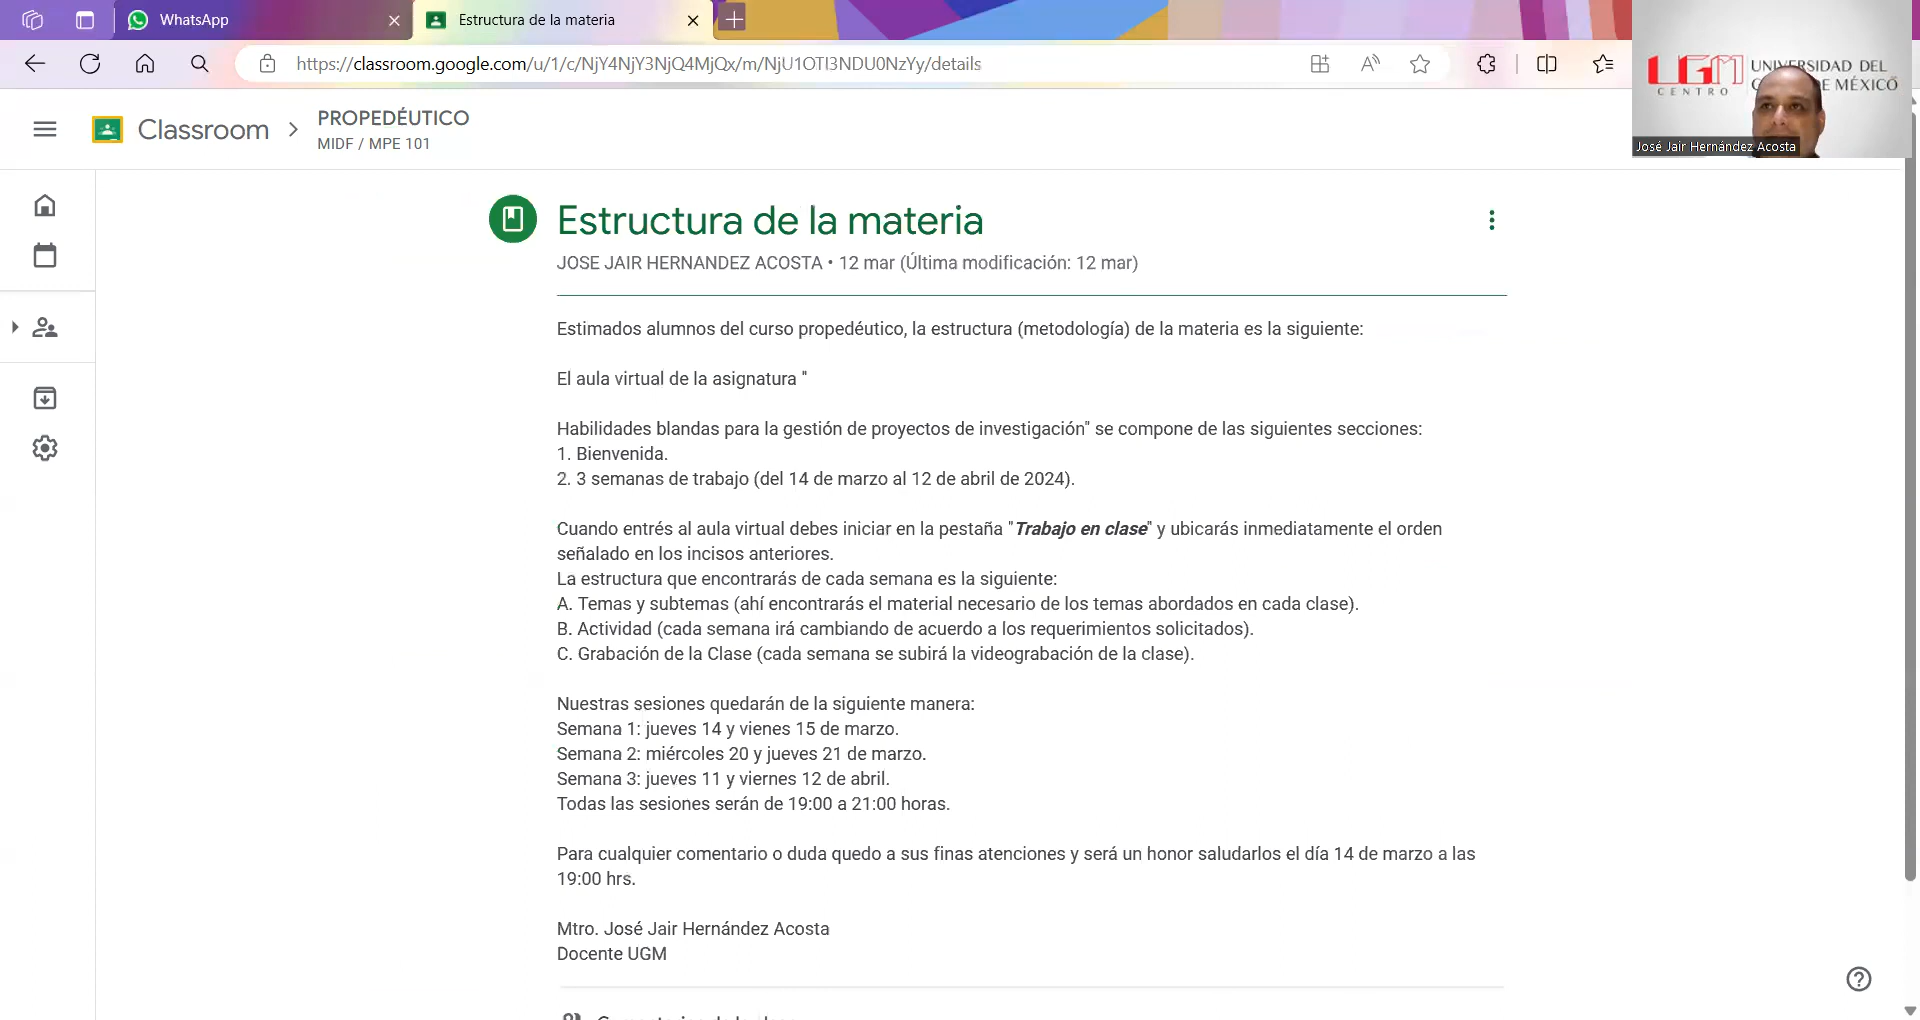 WhatsApp
Estructura de la materia
https://classroom.google.com/u/1/c/NjY4NjY3NjQ4MjQx/m/NjU1OTI3NDU0NzYy/details
UGM
CENTRO
UNIVERSIDAD DEL
DE MÉXICO
José Jair Hernández Acosta
Classroom
PROPEDÉUTICO
MIDF / MPE 101
Estructura de la materia
JOSE JAIR HERNANDEZ ACOSTA • 12 mar (Última modificación: 12 mar)
Estimados alumnos del curso propedéutico, la estructura (metodología) de la materia es la siguiente:
El aula virtual de la asignatura "
Habilidades blandas para la gestión de proyectos de investigación" se compone de las siguientes secciones:
1. Bienvenida.
2. 3 semanas de trabajo (del 14 de marzo al 12 de abril de 2024).
Cuando entrés al aula virtual debes iniciar en la pestaña "Trabajo en clase" y ubicarás inmediatamente el orden
señalado en los incisos anteriores.
La estructura que encontrarás de cada semana es la siguiente:
A. Temas y subtemas (ahí encontrarás el material necesario de los temas abordados en cada clase).
B. Actividad (cada semana irá cambiando de acuerdo a los requerimientos solicitados).
C. Grabación de la Clase (cada semana se subirá la videograbación de la clase).
Nuestras sesiones quedarán de la siguiente manera:
Semana 1: jueves 14 y vienes 15 de marzo.
Semana 2: miércoles 20 y jueves 21 de marzo.
Semana 3: jueves 11 y viernes 12 de abril.
Todas las sesiones serán de 19:00 a 21:00 horas.
Para cualquier comentario o duda quedo a sus finas atenciones y será un honor saludarlos el día 14 de marzo a las
19:00 hrs.
Mtro. José Jair Hernández Acosta
Docente UGM